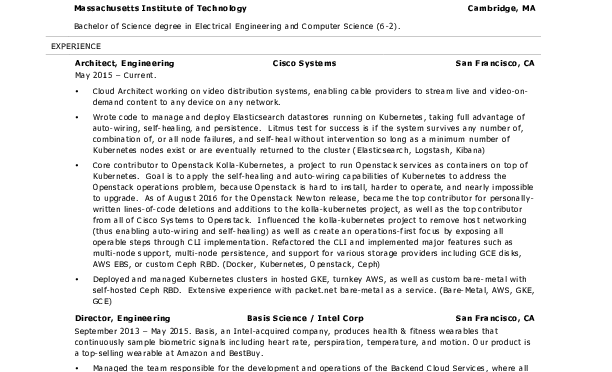 Massachusetts Institute of Technology Cambridge, MA
Bachelor of Science degree in Electrical Engineering and Computer Science (6-2).
EXPERIENCE
Architect, Engineering Cisco Systems San Francisco, CA
May 2015 – Current.
• Cloud Architect working on video distribution systems, enabling cable providers to stream live and video-on-
demand content to any device on any network.
• Wrote code to manage and deploy Elasticsearch datastores running on Kubernetes, taking full advantage of
auto-wiring, self-healing, and persistence. Litmus test for success is if the system survives any number of,
combination of, or all node failures, and self-heal without intervention so long as a minimum number of
Kubernetes nodes exist or are eventually returned to the cluster (Elasticsearch, Logstash, Kibana)
• Core contributor to Openstack Kolla-Kubernetes, a project to run Openstack services as containers on top of
Kubernetes. Goal is to apply the self-healing and auto-wiring capabilities of Kubernetes to address the
Openstack operations problem, because Openstack is hard to install, harder to operate, and nearly impossible
to upgrade. As of August 2016 for the Openstack Newton release, became the top contributor for personally-
written lines-of-code deletions and additions to the kolla-kubernetes project, as well as the top contributor
from all of Cisco Systems to Openstack. Influenced the kolla-kubernetes project to remove host networking
(thus enabling auto-wiring and self-healing) as well as create an operations-first focus by exposing all
operable steps through CLI implementation. Refactored the CLI and implemented major features such as
multi-node support, multi-node persistence, and support for various storage providers including GCE disks,
AWS EBS, or custom Ceph RBD. (Docker, Kubernetes, Openstack, Ceph)
• Deployed and managed Kubernetes clusters in hosted GKE, turnkey AWS, as well as custom bare-metal with
self-hosted Ceph RBD. Extensive experience with packet.net bare-metal as a service. (Bare-Metal, AWS, GKE,
GCE)
Director, Engineering Basis Science / Intel Corp San Francisco, CA
September 2013 – May 2015. Basis, an Intel-acquired company, produces health & fitness wearables that
continuously sample biometric signals including heart rate, perspiration, temperature, and motion. Our product is
a top-selling wearable at Amazon and BestBuy.
• Managed the team responsible for the development and operations of the Backend Cloud Services, where all